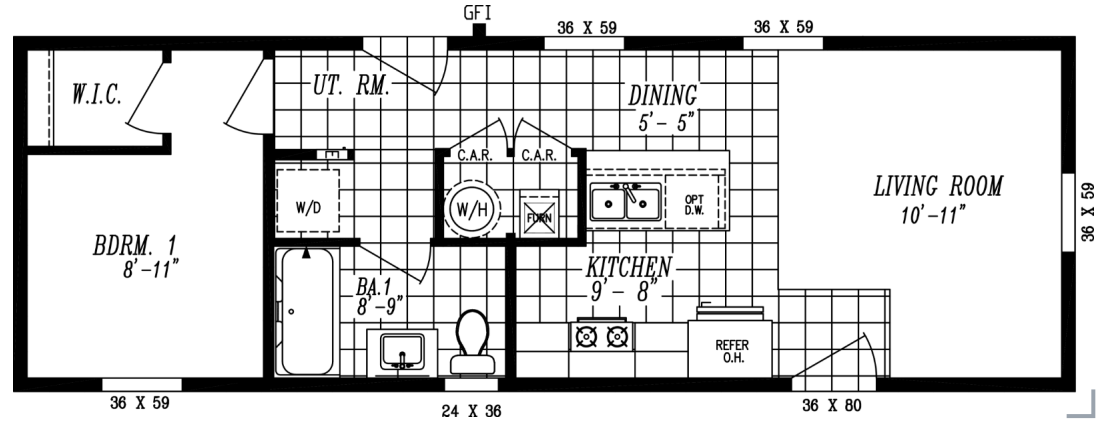 GFI
36 X 59
36 X 59
W.I.C.
UT. RM.
DINING
5'- 5"
C.A.R.
C.A.R.
LIVING ROOM
10'-11"
36 X 59
W/D
W/H
FURN
OPT
D.W.
BDRM. 1
8'-11"
KITCHEN
9'- 8"
BA.1
8'-9"
REFER
O.H.
36 X 59
24 X 36
36 X 80